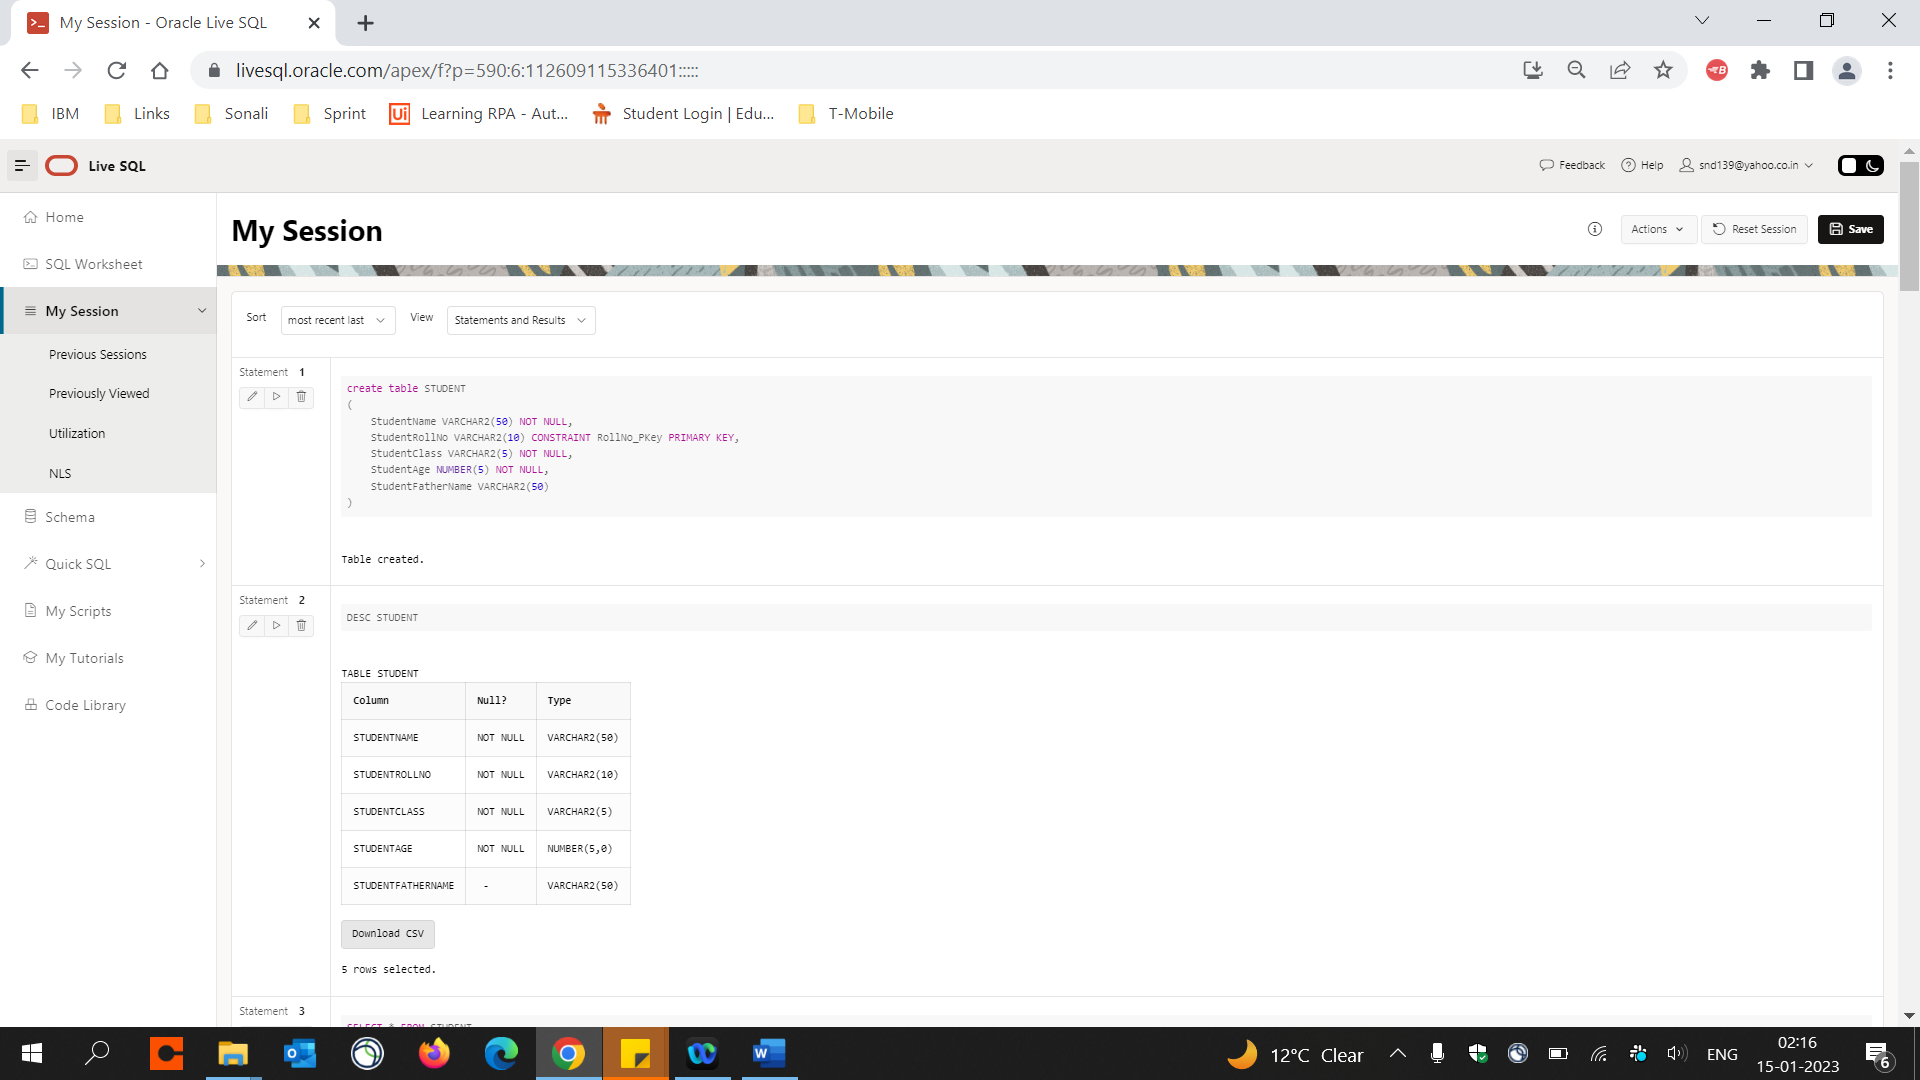 My Session - Oracle Live SQL
livesql.oracle.com/apex/f?p=590:6:112609115336401:::::
IBM
Links
Sonali
Sprint
Ui
Learning RPA - Aut...
Student Login | Edu...
T-Mobile
Live SQL
Feedback
Help
snd139@yahoo.co.in
Home
SQL Worksheet
My Session
Previous Sessions
Previously Viewed
Utilization
NLS
Schema
Quick SQL
My Scripts
My Tutorials
Code Library
My Session
Actions
Reset Session
Save
Sort
most recent last
View
Statements and Results
Statement 1
create table STUDENT
(
StudentName VARCHAR2(50) NOT NULL,
StudentRollNo VARCHAR2(10) CONSTRAINT RollNo_PKey PRIMARY KEY,
StudentClass VARCHAR2(5) NOT NULL,
StudentAge NUMBER(5) NOT NULL,
StudentFatherName VARCHAR2(50)
)
Table created.
Statement 2
DESC STUDENT
TABLE STUDENT
Column Null? Type
STUDENTNAME NOT NULL VARCHAR2(50)
STUDENTROLLNO NOT NULL VARCHAR2(10)
STUDENTCLASS NOT NULL VARCHAR2(5)
STUDENTAGE NOT NULL NUMBER(5,0)
STUDENTFATHERNAME - VARCHAR2(50)
Download CSV
5 rows selected.
Statement 3
SELECT * FROM STUDENT
12°C Clear
ENG
02:16
15-01-2023
6